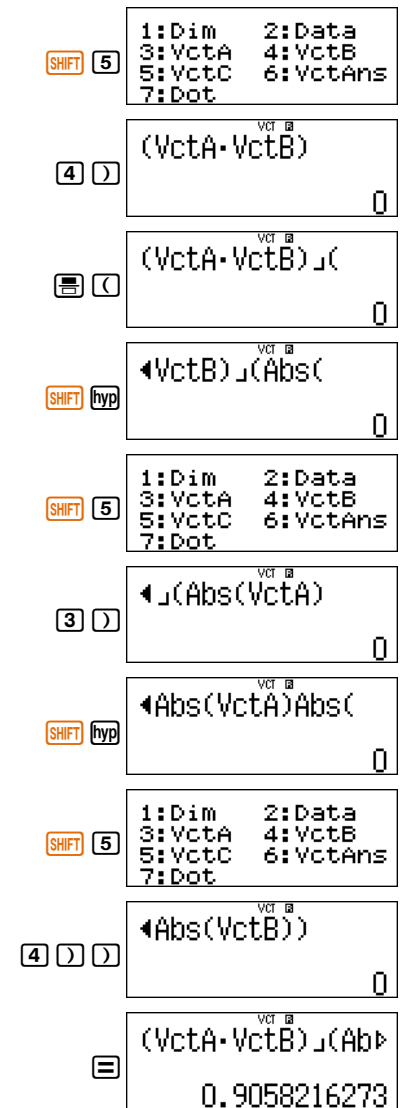 SHIFT 5
1:Dim 2:Data
3:VctA 4:VctB
5:VctC 6:VctAns
7:Dot
4 )
VCT R
(VctA•VctB)
0
(
VCT R
(VctA•VctB)⌟(
0
SHIFT hyp
VCT R
◀VctB)⌟(Abs(
0
SHIFT 5
1:Dim 2:Data
3:VctA 4:VctB
5:VctC 6:VctAns
7:Dot
3 )
VCT R
◀⌟(Abs(VctA)
0
SHIFT hyp
VCT R
◀Abs(VctA)Abs(
0
SHIFT 5
1:Dim 2:Data
3:VctA 4:VctB
5:VctC 6:VctAns
7:Dot
4 ) )
VCT R
◀Abs(VctB))
0
=
VCT R
(VctA•VctB)⌟(Ab▷
0.9058216273